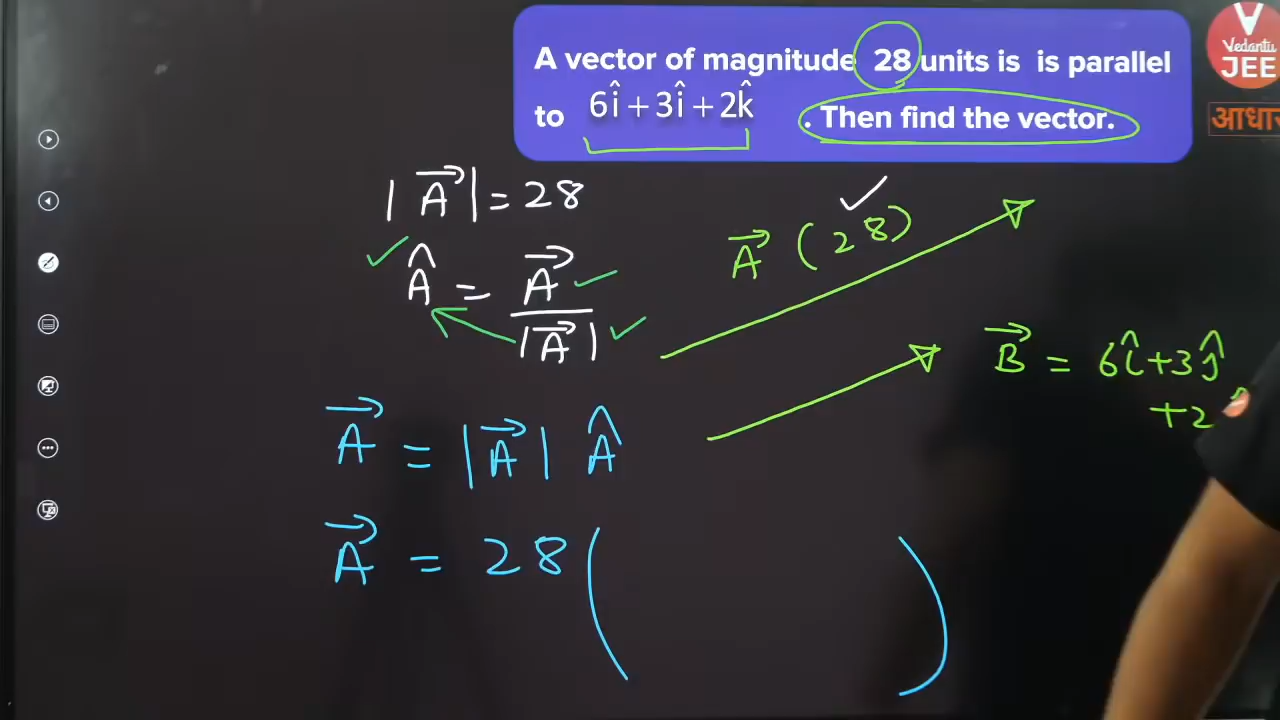 A vector of magnitude 28 units is is parallel
to 6î + 3î + 2k̂ . Then find the vector.
Vedantu
JEE
|A⃗| = 28
Â = A⃗ / |A⃗|
A⃗ (28)
B⃗ = 6î + 3ĵ
+2
A⃗ = |A⃗| Â
A⃗ = 28 ( )